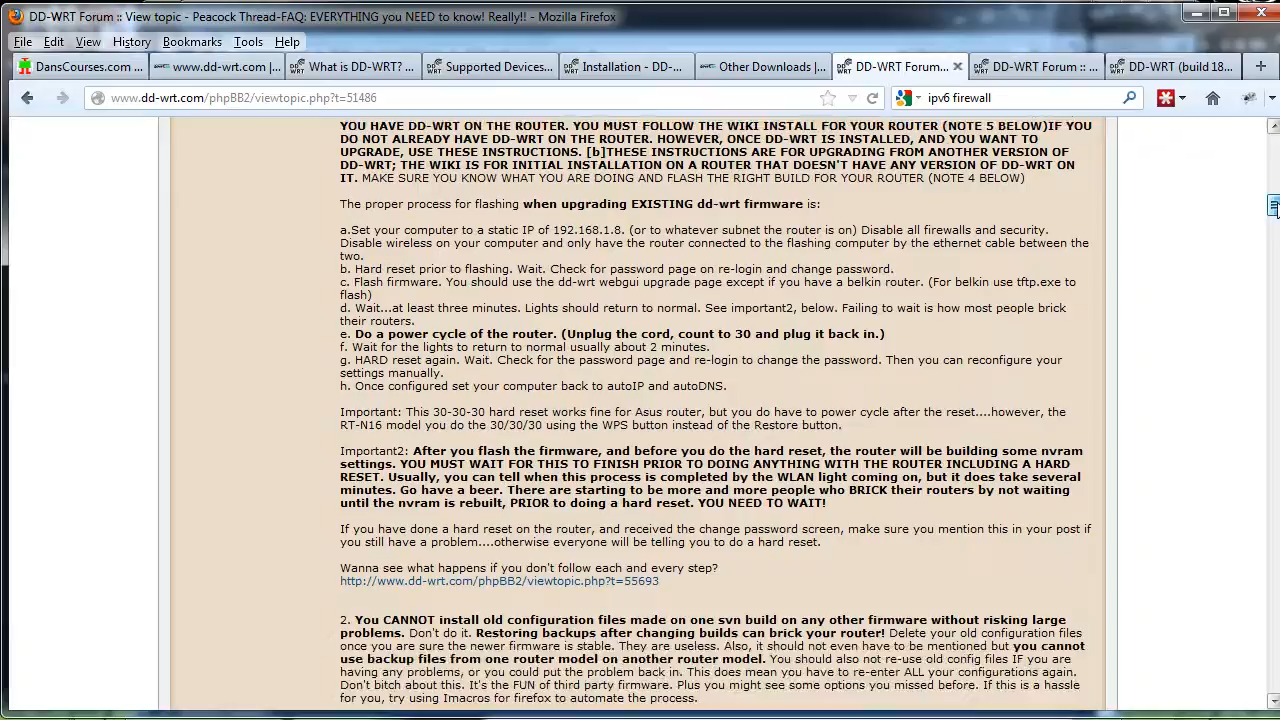 DD-WRT Forum :: View topic - Peacock Thread-FAQ: EVERYTHING you NEED to know! Really!! - Mozilla Firefox
File Edit View History Bookmarks Tools Help
DansCourses.com ... www.dd-wrt.com | ... What is DD-WRT? ... Supported Devices... Installation - DD-... Other Downloads |... DD-WRT Forum... DD-WRT Forum :: ... DD-WRT (build 18...
www.dd-wrt.com/phpBB2/viewtopic.php?t=51486 ipv6 firewall
YOU HAVE DD-WRT ON THE ROUTER. YOU MUST FOLLOW THE WIKI INSTALL FOR YOUR ROUTER (NOTE 5 BELOW)IF YOU
DO NOT ALREADY HAVE DD-WRT ON THE ROUTER. HOWEVER, ONCE DD-WRT IS INSTALLED, AND YOU WANT TO
UPGRADE, USE THESE INSTRUCTIONS. [b]THESE INSTRUCTIONS ARE FOR UPGRADING FROM ANOTHER VERSION OF
DD-WRT; THE WIKI IS FOR INITIAL INSTALLATION ON A ROUTER THAT DOESN'T HAVE ANY VERSION OF DD-WRT ON
IT. MAKE SURE YOU KNOW WHAT YOU ARE DOING AND FLASH THE RIGHT BUILD FOR YOUR ROUTER (NOTE 4 BELOW)
The proper process for flashing when upgrading EXISTING dd-wrt firmware is:
a.Set your computer to a static IP of 192.168.1.8. (or to whatever subnet the router is on) Disable all firewalls and security.
Disable wireless on your computer and only have the router connected to the flashing computer by the ethernet cable between the
two.
b. Hard reset prior to flashing. Wait. Check for password page on re-login and change password.
c. Flash firmware. You should use the dd-wrt webgui upgrade page except if you have a belkin router. (For belkin use tftp.exe to
flash)
d. Wait...at least three minutes. Lights should return to normal. See important2, below. Failing to wait is how most people brick
their routers.
e. Do a power cycle of the router. (Unplug the cord, count to 30 and plug it back in.)
f. Wait for the lights to return to normal usually about 2 minutes.
g. HARD reset again. Wait. Check for the password page and re-login to change the password. Then you can reconfigure your
settings manually.
h. Once configured set your computer back to autoIP and autoDNS.
Important: This 30-30-30 hard reset works fine for Asus router, but you do have to power cycle after the reset....however, the
RT-N16 model you do the 30/30/30 using the WPS button instead of the Restore button.
Important2: After you flash the firmware, and before you do the hard reset, the router will be building some nvram
settings. YOU MUST WAIT FOR THIS TO FINISH PRIOR TO DOING ANYTHING WITH THE ROUTER INCLUDING A HARD
RESET. Usually, you can tell when this process is completed by the WLAN light coming on, but it does take several
minutes. Go have a beer. There are starting to be more and more people who BRICK their routers by not waiting
until the nvram is rebuilt, PRIOR to doing a hard reset. YOU NEED TO WAIT!
If you have done a hard reset on the router, and received the change password screen, make sure you mention this in your post if
you still have a problem....otherwise everyone will be telling you to do a hard reset.
Wanna see what happens if you don't follow each and every step?
http://www.dd-wrt.com/phpBB2/viewtopic.php?t=55693
2. You CANNOT install old configuration files made on one svn build on any other firmware without risking large
problems. Don't do it. Restoring backups after changing builds can brick your router! Delete your old configuration files
once you are sure the newer firmware is stable. They are useless. Also, it should not even have to be mentioned but you cannot
use backup files from one router model on another router model. You should also not re-use old config files IF you are
having any problems, or you could put the problem back in. This does mean you have to re-enter ALL your configurations again.
Don't bitch about this. It's the FUN of third party firmware. Plus you might see some options you missed before. If this is a hassle
for you, try using Imacros for firefox to automate the process.